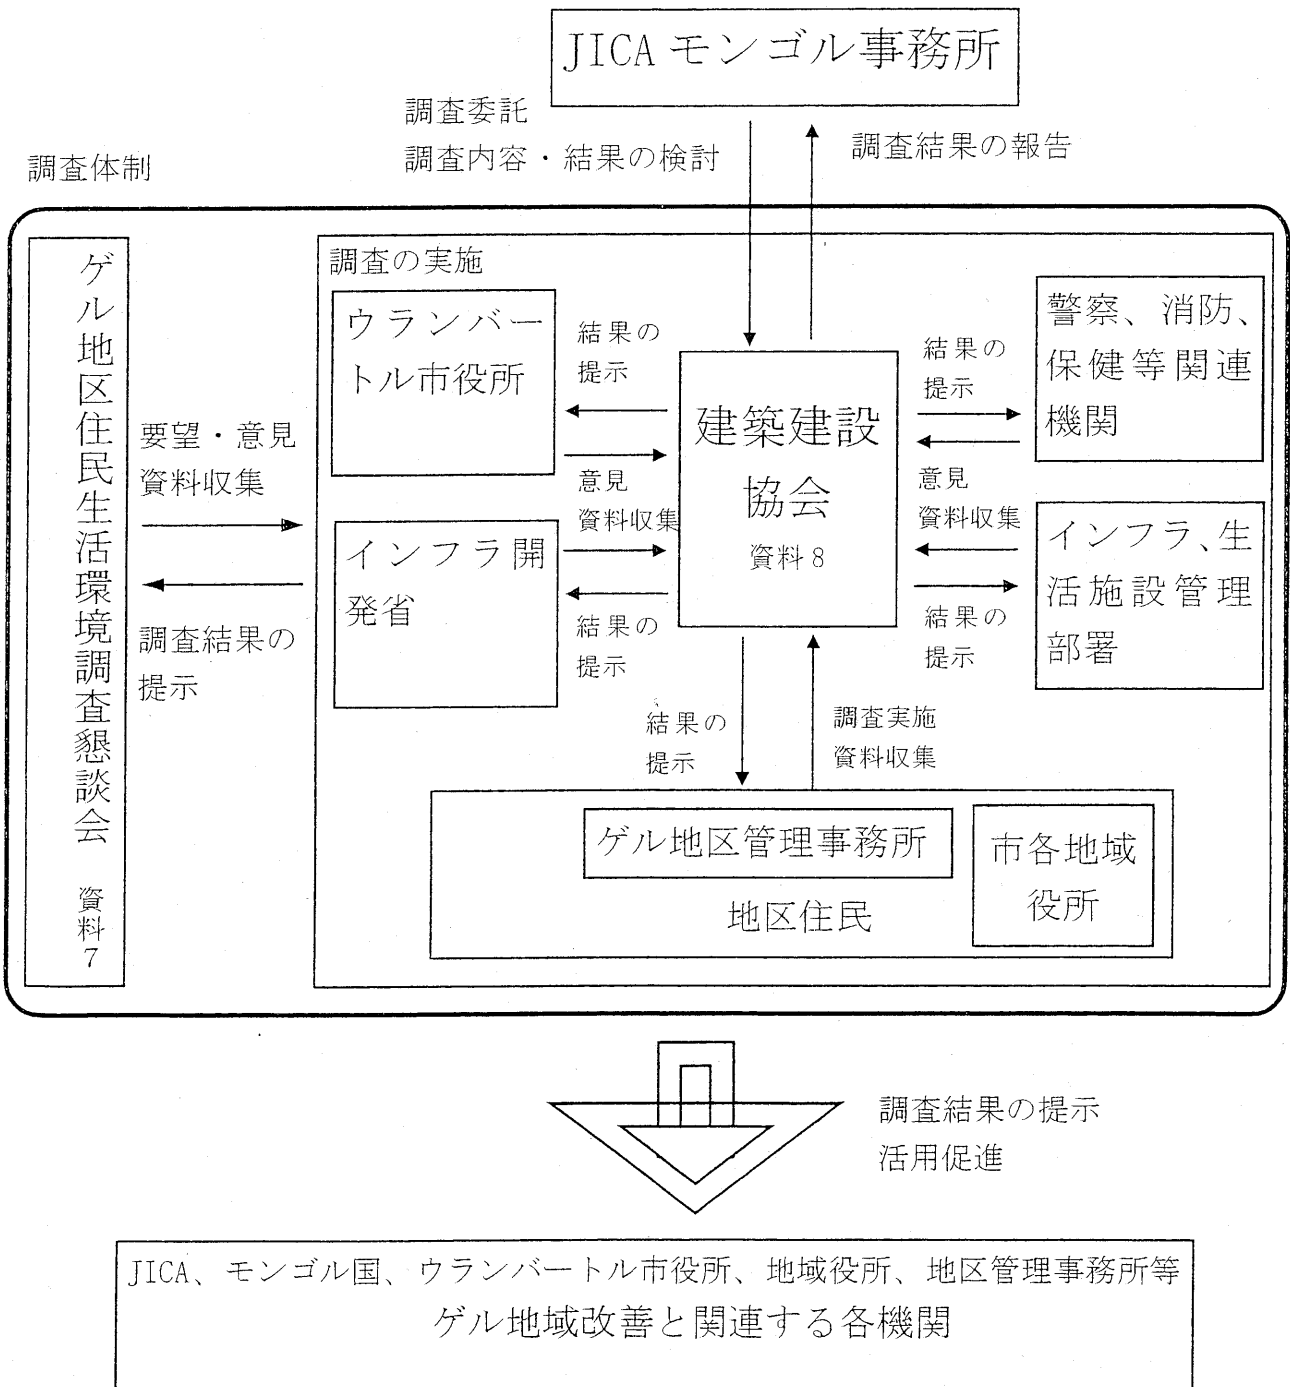 JICAモンゴル事務所
調査委託
調査内容・結果の検討
調査結果の報告
調査体制
ゲル地区住民生活環境調査懇談会 資料7
要望・意見
資料収集
調査結果の
提示
調査の実施
ウランバー
トル市役所
結果の
提示
意見
資料収集
インフラ開
発省
結果の
提示
建築建設
協会
資料8
結果の
提示
警察、消防、
保健等関連
機関
意見
資料収集
インフラ、生
活施設管理
部署
結果の
提示
結果の
提示
調査実施
資料収集
ゲル地区管理事務所
地区住民
市各地域
役所
調査結果の提示
活用促進
JICA、モンゴル国、ウランバートル市役所、地域役所、地区管理事務所等
ゲル地域改善と関連する各機関